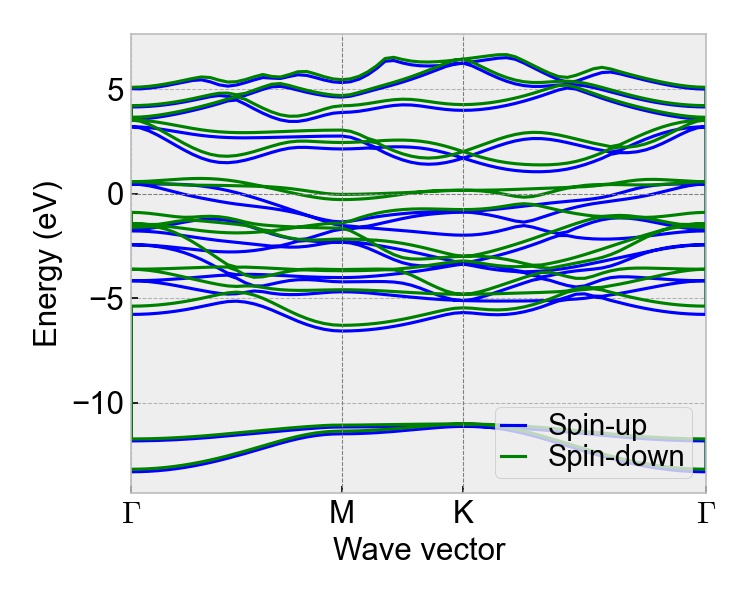 5
0
−5
−10
Energy (eV)
Spin-up
Spin-down
Γ M K Γ
Wave vector